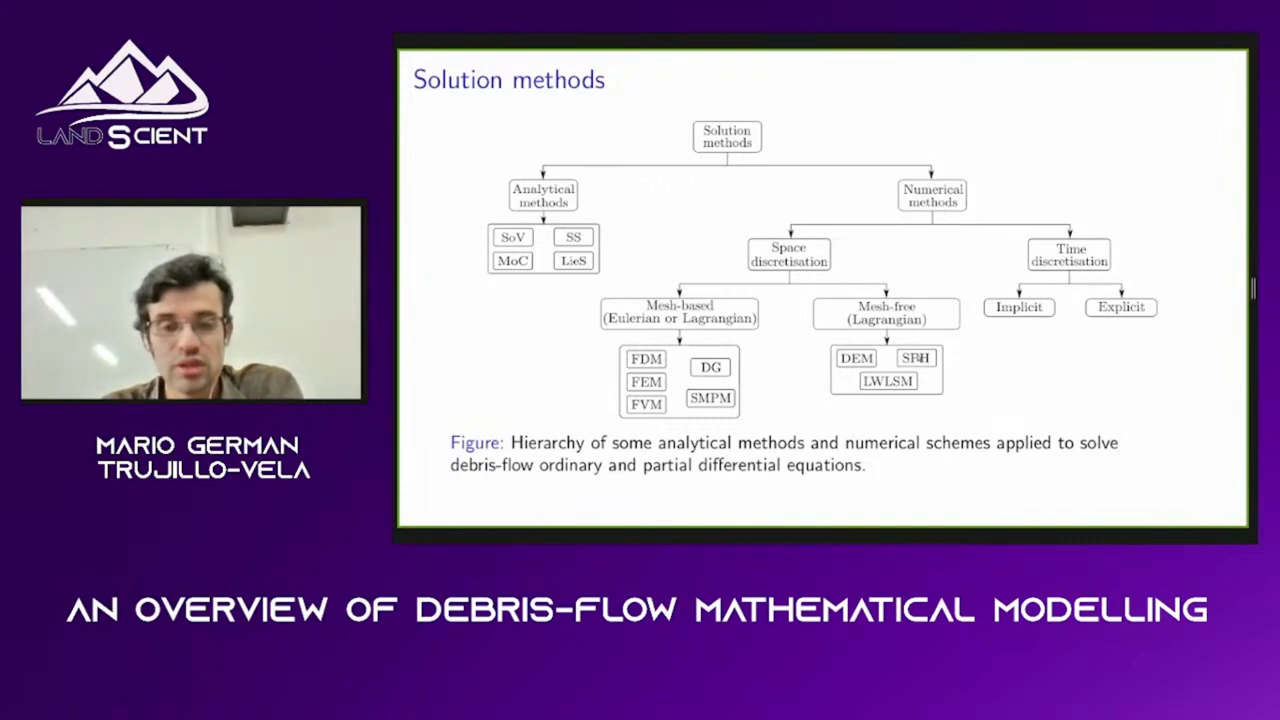 LANDSCIENT
MARIO GERMAN
TRUJILLO-VELA
Solution methods
Solution
methods
Analytical
methods
SoV
SS
MoC
LieS
Numerical
methods
Space
discretisation
Time
discretisation
Mesh-based
(Eulerian or Lagrangian)
Mesh-free
(Lagrangian)
Implicit
Explicit
FDM
FEM
FVM
DG
SMPM
DEM
SPH
LWLSM
Figure: Hierarchy of some analytical methods and numerical schemes applied to solve
debris-flow ordinary and partial differential equations.
AN OVERVIEW OF DEBRIS-FLOW MATHEMATICAL MODELLING